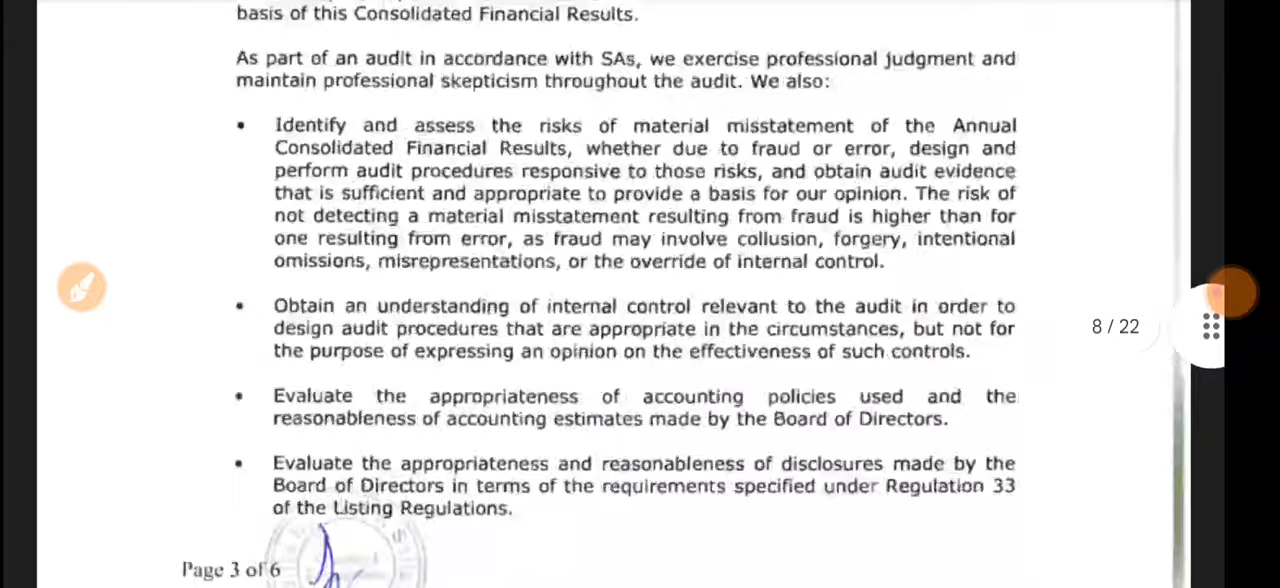 basis of this Consolidated Financial Results.
As part of an audit in accordance with SAs, we exercise professional judgment and
maintain professional skepticism throughout the audit. We also:
• Identify and assess the risks of material misstatement of the Annual
Consolidated Financial Results, whether due to fraud or error, design and
perform audit procedures responsive to those risks, and obtain audit evidence
that is sufficient and appropriate to provide a basis for our opinion. The risk of
not detecting a material misstatement resulting from fraud is higher than for
one resulting from error, as fraud may involve collusion, forgery, intentional
omissions, misrepresentations, or the override of internal control.
• Obtain an understanding of internal control relevant to the audit in order to
design audit procedures that are appropriate in the circumstances, but not for
the purpose of expressing an opinion on the effectiveness of such controls.
8 / 22
• Evaluate the appropriateness of accounting policies used and the
reasonableness of accounting estimates made by the Board of Directors.
• Evaluate the appropriateness and reasonableness of disclosures made by the
Board of Directors in terms of the requirements specified under Regulation 33
of the Listing Regulations.
Page 3 of 6